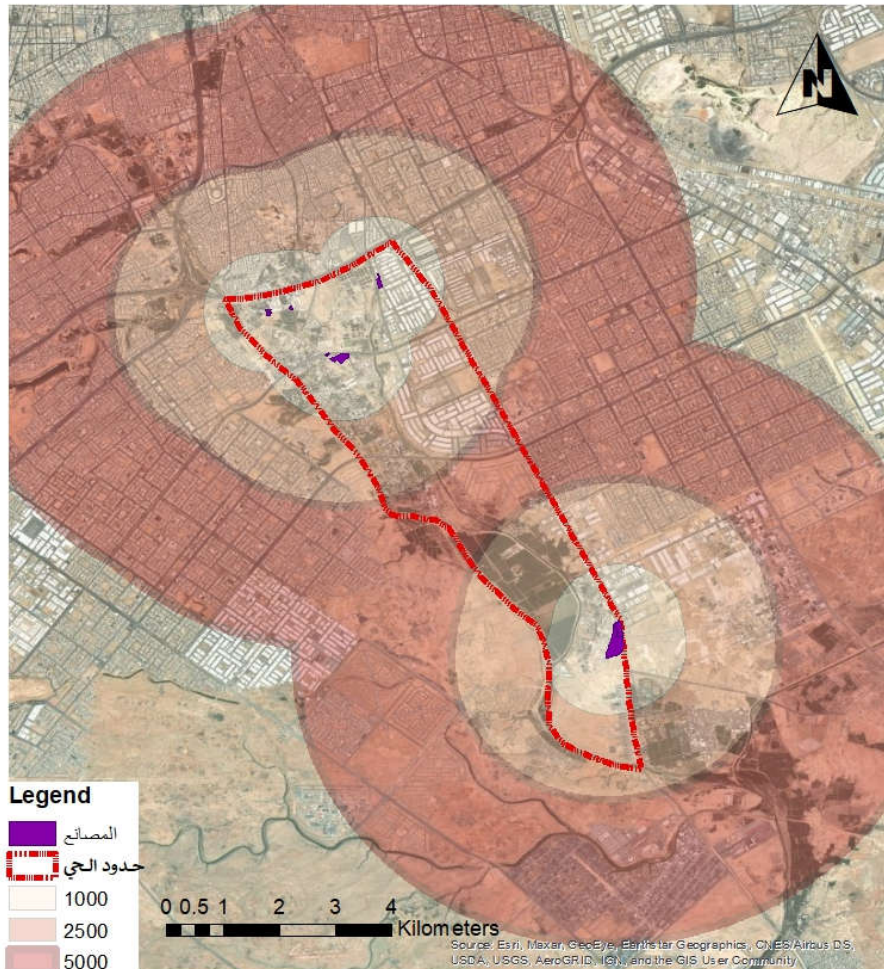 N
Legend
المصانع
حدود الحي
1000
2500
5000
0 0.5 1 2 3 4
Kilometers
Source: Esri, Maxar, GeoEye, Earthstar Geographics, CNES/Airbus DS,
USDA, USGS, AeroGRID, IGN, and the GIS User Community